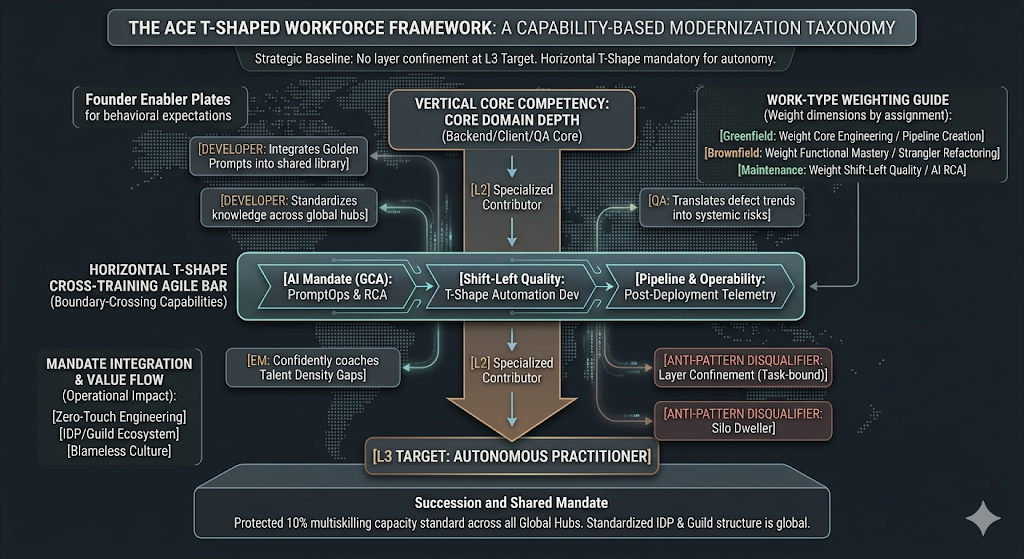 THE ACE T-SHAPED WORKFORCE FRAMEWORK: A CAPABILITY-BASED MODERNIZATION TAXONOMY
Strategic Baseline: No layer confinement at L3 Target. Horizontal T-Shape mandatory for autonomy.
Founder Enabler Plates
for behavioral expectations
VERTICAL CORE COMPETENCY:
CORE DOMAIN DEPTH
(Backend/Client/QA Core)
WORK-TYPE WEIGHTING GUIDE
(Weight dimensions by assignment):
[Greenfield: Weight Core Engineering / Pipeline Creation]
[Brownfield: Weight Functional Mastery / Strangler Refactoring]
[Maintenance: Weight Shift-Left Quality / AI RCA]
[DEVELOPER: Integrates Golden
Prompts into shared library]
[DEVELOPER: Standardizes
knowledge across global hubs]
[L2] Specialized
Contributor
[QA: Translates defect trends
into systemic risks]
HORIZONTAL T-SHAPE
CROSS-TRAINING AGILE BAR
(Boundary-Crossing Capabilities)
[AI Mandate (GCA):
PromptOps & RCA
[Shift-Left Quality:
T-Shape Automation Dev
[Pipeline & Operability:
Post-Deployment Telemetry
MANDATE INTEGRATION
& VALUE FLOW
(Operational Impact):
[Zero-Touch Engineering]
[IDP/Guild Ecosystem]
[Blameless Culture]
[EM: Confidently coaches
Talent Density Gaps]
[L2] Specialized
Contributor
[ANTI-PATTERN DISQUALIFIER:
Layer Confinement (Task-bound)]
[ANTI-PATTERN DISQUALIFIER:
Silo Dweller]
[L3 TARGET: AUTONOMOUS PRACTITIONER]
Succession and Shared Mandate
Protected 10% multiskilling capacity standard across all Global Hubs. Standardized IDP & Guild structure is global.